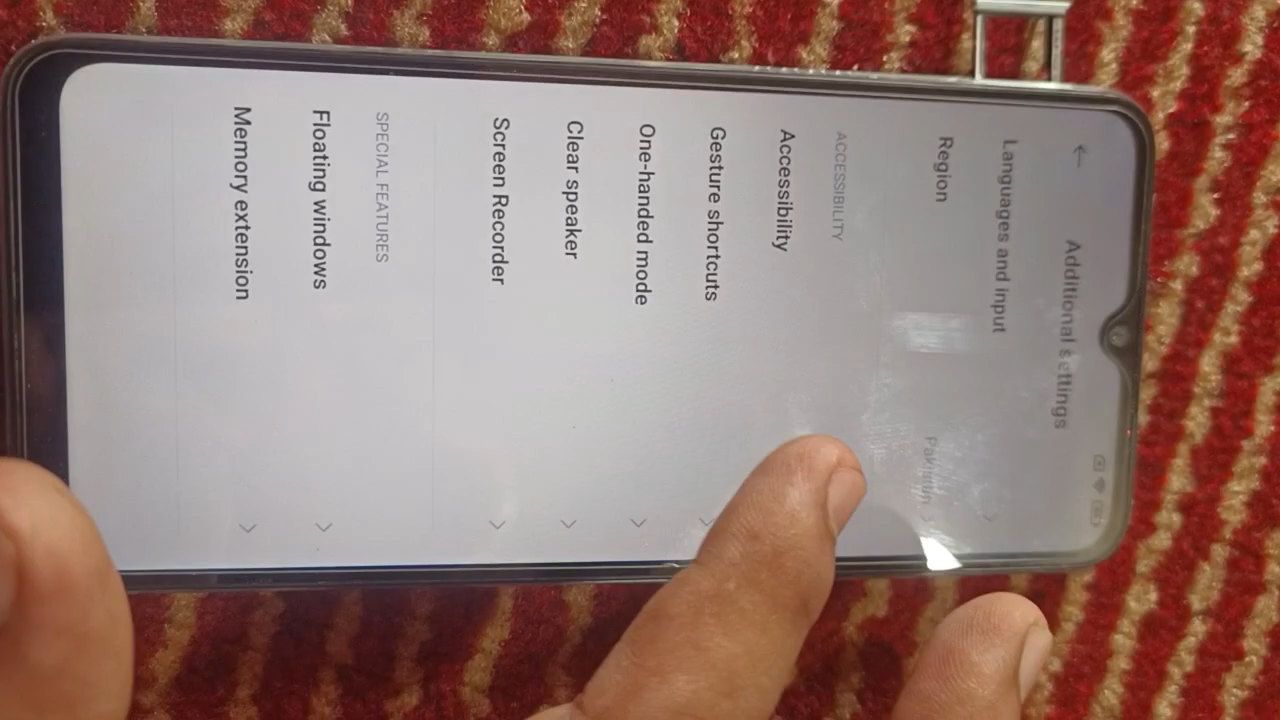 Additional settings
Languages and input
Region Pakistan
ACCESSIBILITY
Accessibility
Gesture shortcuts
One-handed mode
Clear speaker
Screen Recorder
SPECIAL FEATURES
Floating windows
Memory extension